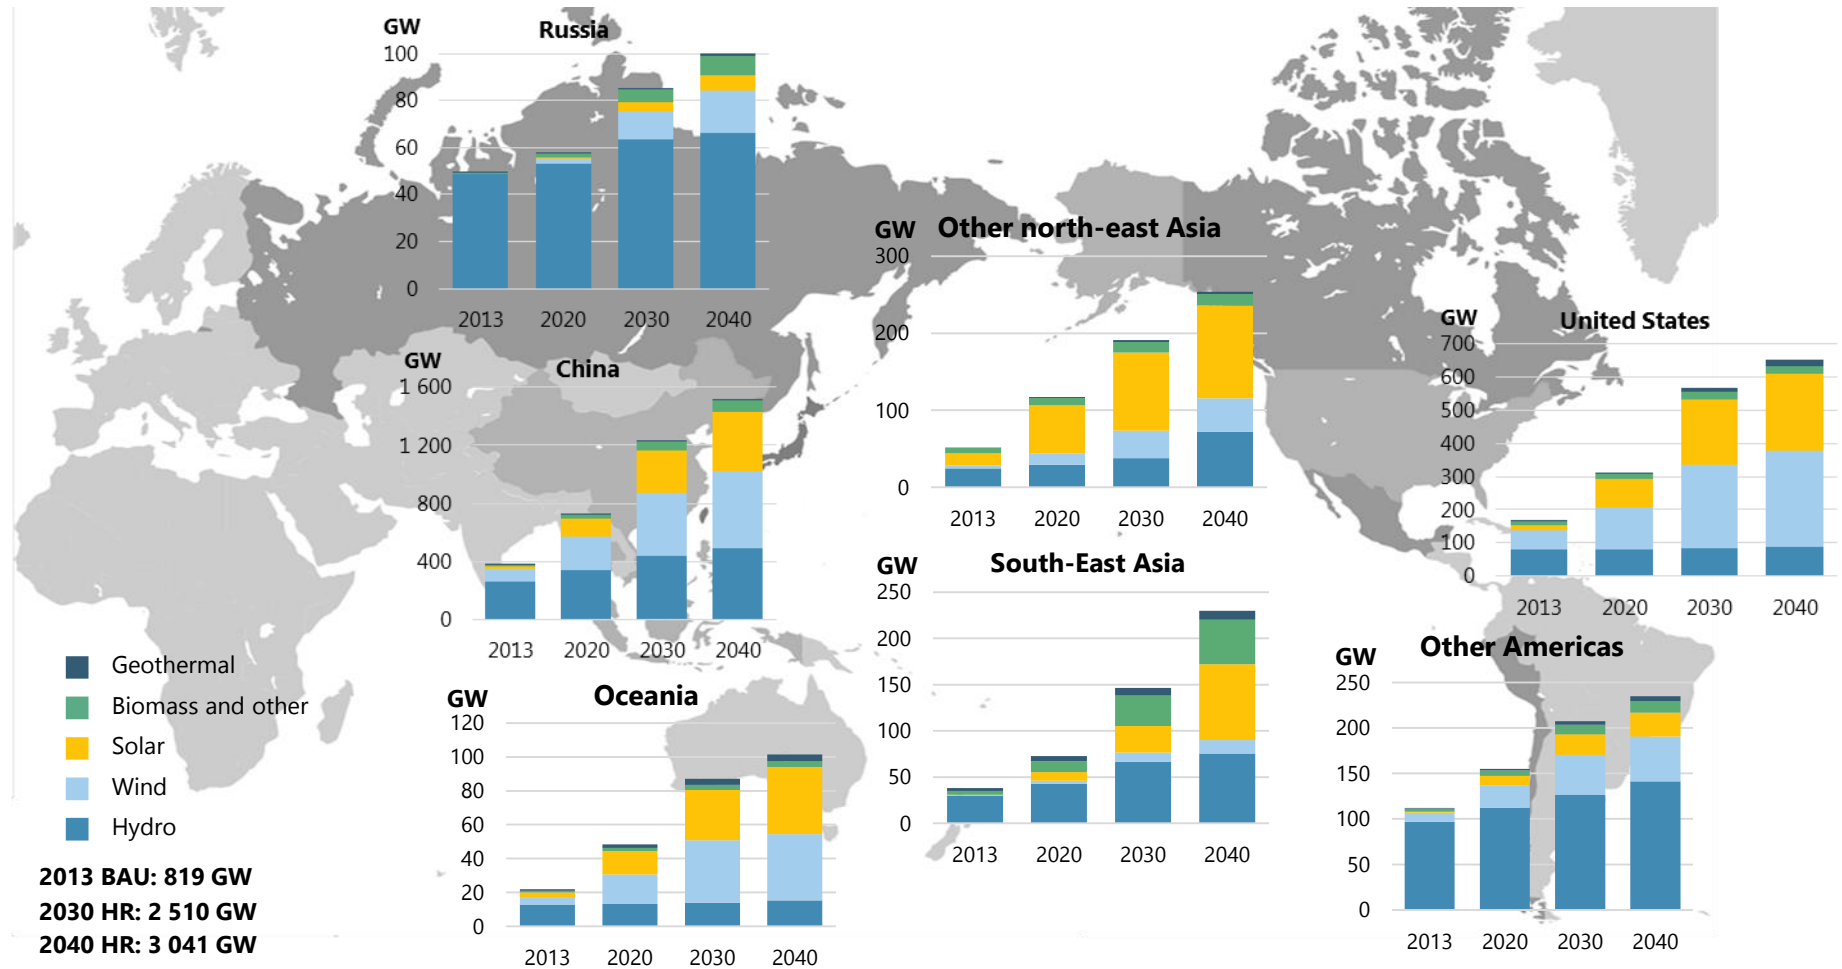 GW
Russia
100
80
60
40
20
0
2013 2020 2030 2040
GW
China
1 600
1 200
800
400
0
2013 2020 2030 2040
GW
Other north-east Asia
300
200
100
0
2013 2020 2030 2040
GW
United States
700
600
500
400
300
200
100
0
2013 2020 2030 2040
GW
South-East Asia
250
200
150
100
50
0
2013 2020 2030 2040
GW
Other Americas
250
200
150
100
50
0
2013 2020 2030 2040
GW
Oceania
120
100
80
60
40
20
0
2013 2020 2030 2040
Geothermal
Biomass and other
Solar
Wind
Hydro
2013 BAU: 819 GW
2030 HR: 2 510 GW
2040 HR: 3 041 GW